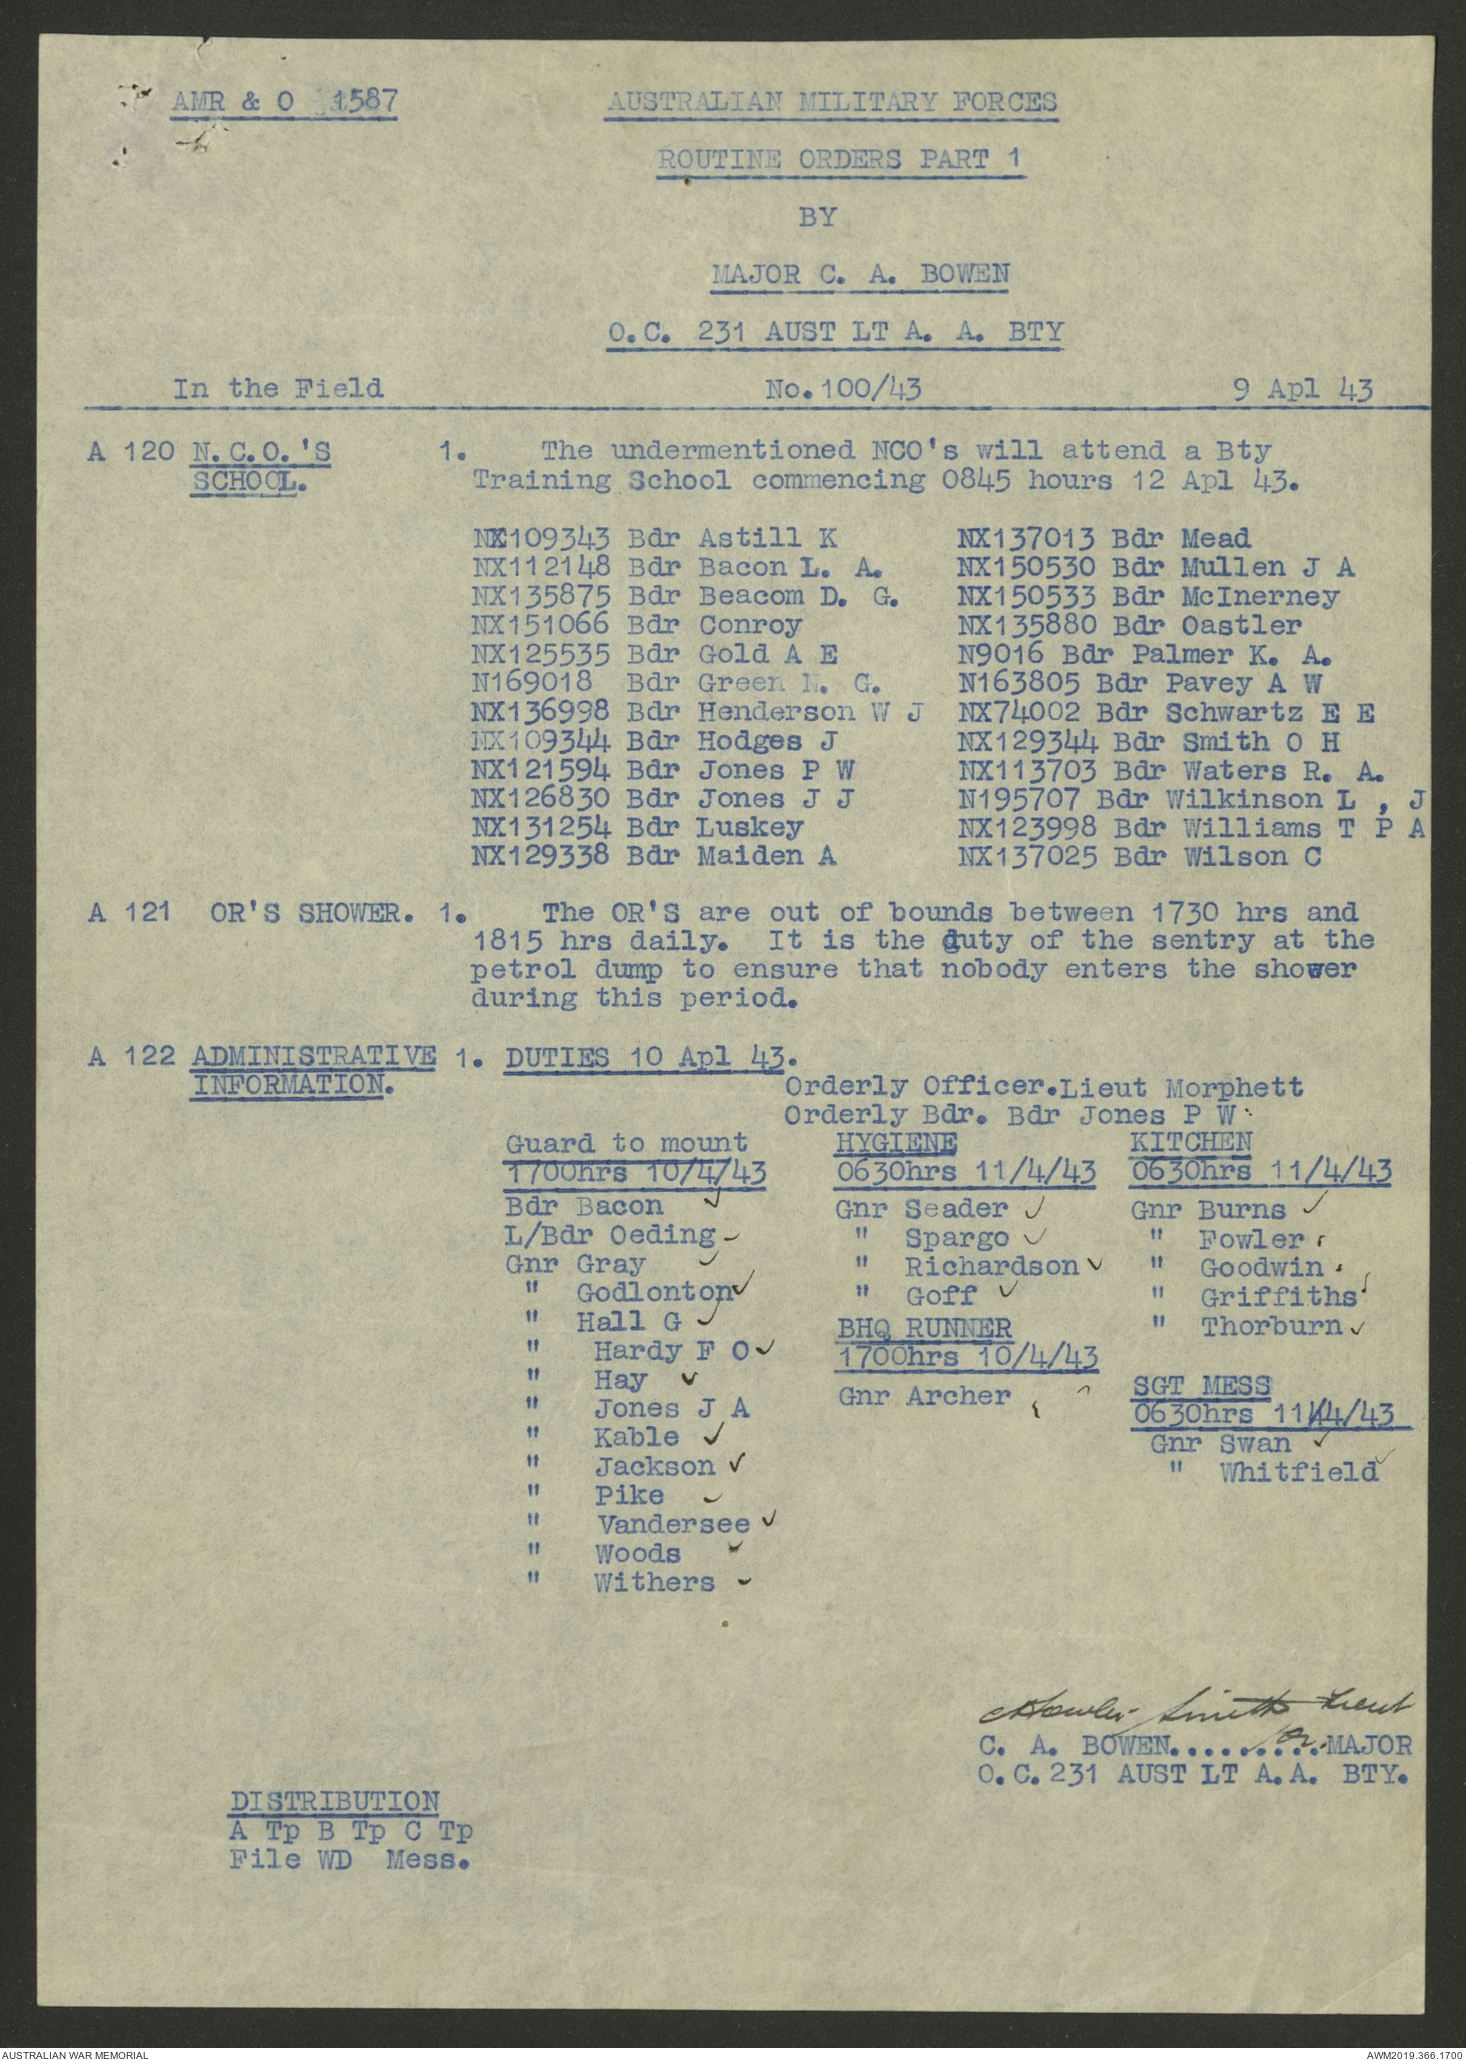 AMR & O 1587
AUSTRALIAN MILITARY FORCES
ROUTINE ORDERS PART 1
BY
MAJOR C. A. BOWEN
O.C. 231 AUST LT A. A. BTY
In the Field No.100/43 9 Apl 43
A 120 N.C.O.'S 1. The undermentioned NCO's will attend a Bty
SCHOOL. Training School commencing 0845 hours 12 Apl 43.
NX109343 Bdr Astill K NX137013 Bdr Mead
NX112148 Bdr Bacon L. A. NX150530 Bdr Mullen J A
NX135875 Bdr Beacom D. G. NX150533 Bdr McInerney
NX151066 Bdr Conroy NX135880 Bdr Oastler
NX125535 Bdr Gold A E N9016 Bdr Palmer K. A.
N169018 Bdr Green N. G. N163805 Bdr Pavey A W
NX136998 Bdr Henderson W J NX74002 Bdr Schwartz E E
NX109344 Bdr Hodges J NX129344 Bdr Smith O H
NX121594 Bdr Jones P W NX113703 Bdr Waters R. A.
NX126830 Bdr Jones J J N195707 Bdr Wilkinson L , J
NX131254 Bdr Luskey NX123998 Bdr Williams T P A
NX129338 Bdr Maiden A NX137025 Bdr Wilson C
A 121 OR'S SHOWER. 1. The OR'S are out of bounds between 1730 hrs and
1815 hrs daily. It is the duty of the sentry at the
petrol dump to ensure that nobody enters the shower
during this period.
A 122 ADMINISTRATIVE 1. DUTIES 10 Apl 43.
INFORMATION. Orderly Officer.Lieut Morphett
Orderly Bdr. Bdr Jones P W
Guard to mount HYGIENE KITCHEN
1700hrs 10/4/43 0630hrs 11/4/43 0630hrs 11/4/43
Bdr Bacon ✓ Gnr Seader ✓ Gnr Burns ✓
L/Bdr Oeding ✓ " Spargo ✓ " Fowler
Gnr Gray ✓ " Richardson ✓ " Goodwin
" Godlonton ✓ " Goff ✓ " Griffiths
" Hall G ✓ BHQ RUNNER " Thorburn ✓
" Hardy F O ✓ 1700hrs 10/4/43
" Hay ✓ Gnr Archer SGT MESS
" Jones J A 0630hrs 11/4/43
" Kable ✓ Gnr Swan ✓
" Jackson ✓ " Whitfield ✓
" Pike ✓
" Vandersee ✓
" Woods ✓
" Withers ✓
Smith Lieut
for
C. A. BOWEN..........MAJOR
O.C.231 AUST LT A.A. BTY.
DISTRIBUTION
A Tp B Tp C Tp
File WD Mess.
AUSTRALIAN WAR MEMORIAL AWM2019.366.1700